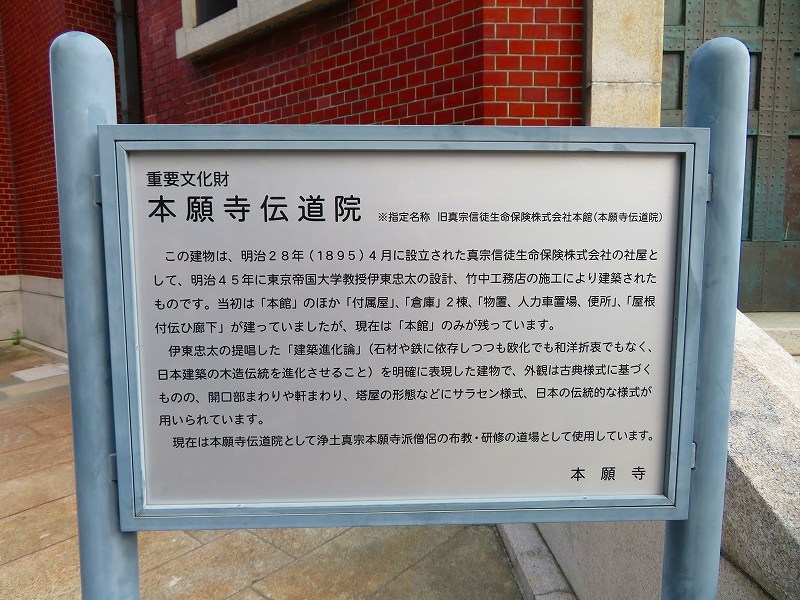 重要文化財
本願寺伝道院 ※指定名称 旧真宗信徒生命保険株式会社本館(本願寺伝道院)
この建物は、明治28年(1895)4月に設立された真宗信徒生命保険株式会社の社屋と
して、明治45年に東京帝国大学教授伊東忠太の設計、竹中工務店の施工により建築された
ものです。当初は「本館」のほか「付属屋」、「倉庫」2棟、「物置、人力車置場、便所」、「屋根
付伝ひ廊下」が建っていましたが、現在は「本館」のみが残っています。
伊東忠太の提唱した「建築進化論」(石材や鉄に依存しつつも欧化でも和洋折衷でもなく、
日本建築の木造伝統を進化させること)を明確に表現した建物で、外観は古典様式に基づく
ものの、開口部まわりや軒まわり、塔屋の形態などにサラセン様式、日本の伝統的な様式が
用いられています。
現在は本願寺伝道院として浄土真宗本願寺派僧侶の布教・研修の道場として使用しています。
本願寺